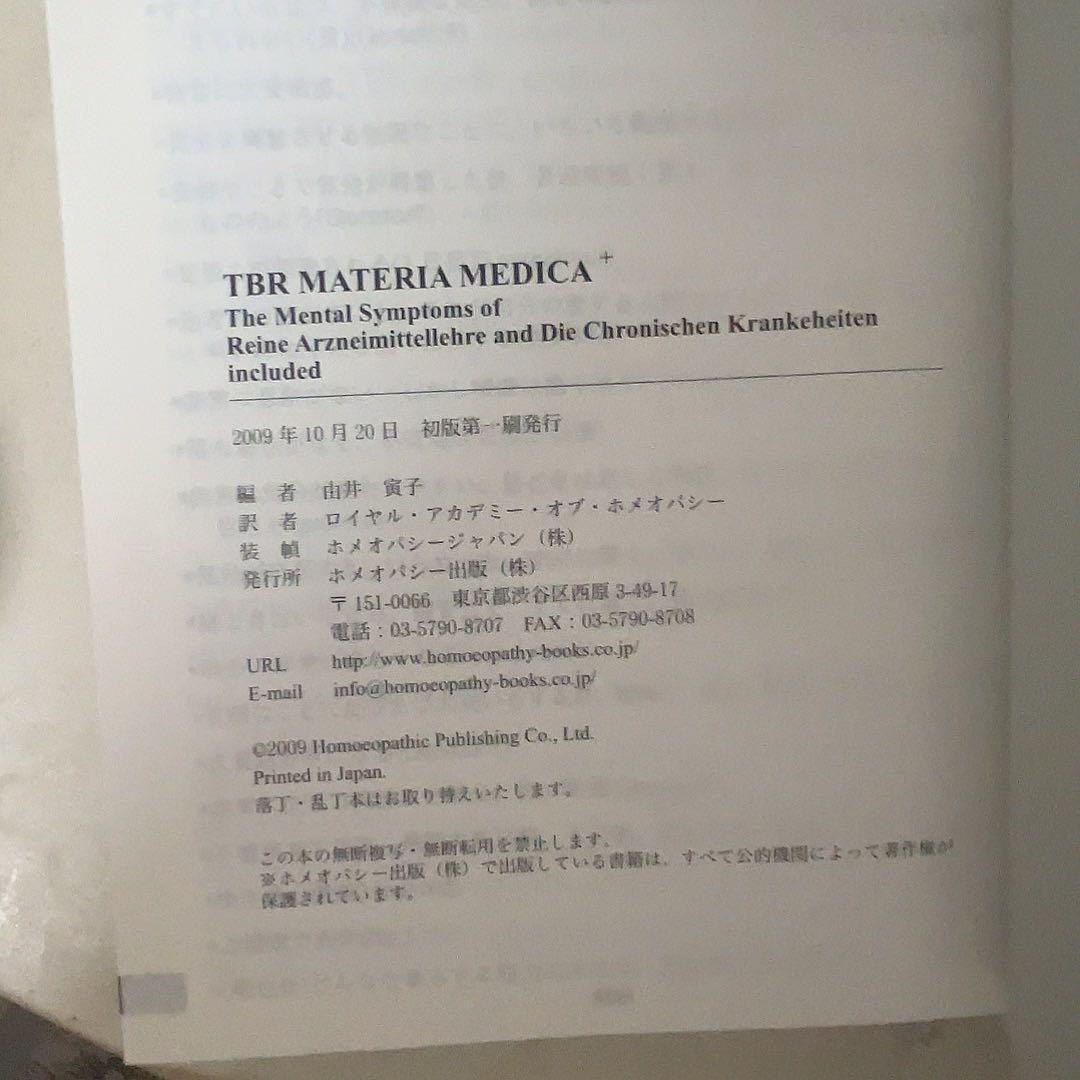 TBR MATERIA MEDICA +
The Mental Symptoms of
Reine Arzneimittellehre and Die Chronischen Krankeheiten
included
2009 年 10 月 20 日　初版第一刷発行
編　者　由井　寅子
訳　者　ロイヤル・アカデミー・オブ・ホメオパシー
装　幀　ホメオパシージャパン（株）
発行所　ホメオパシー出版（株）
〒 151-0066　東京都渋谷区西原 3-49-17
電話：03-5790-8707　FAX：03-5790-8708
URL　http://www.homoeopathy-books.co.jp/
E-mail　info@homoeopathy-books.co.jp/
©2009 Homoeopathic Publishing Co., Ltd.
Printed in Japan.
落丁・乱丁本はお取り替えいたします。
この本の無断複写・無断転用を禁止します。
※ホメオパシー出版（株）で出版している書籍は、すべて公的機関によって著作権が
保護されています。